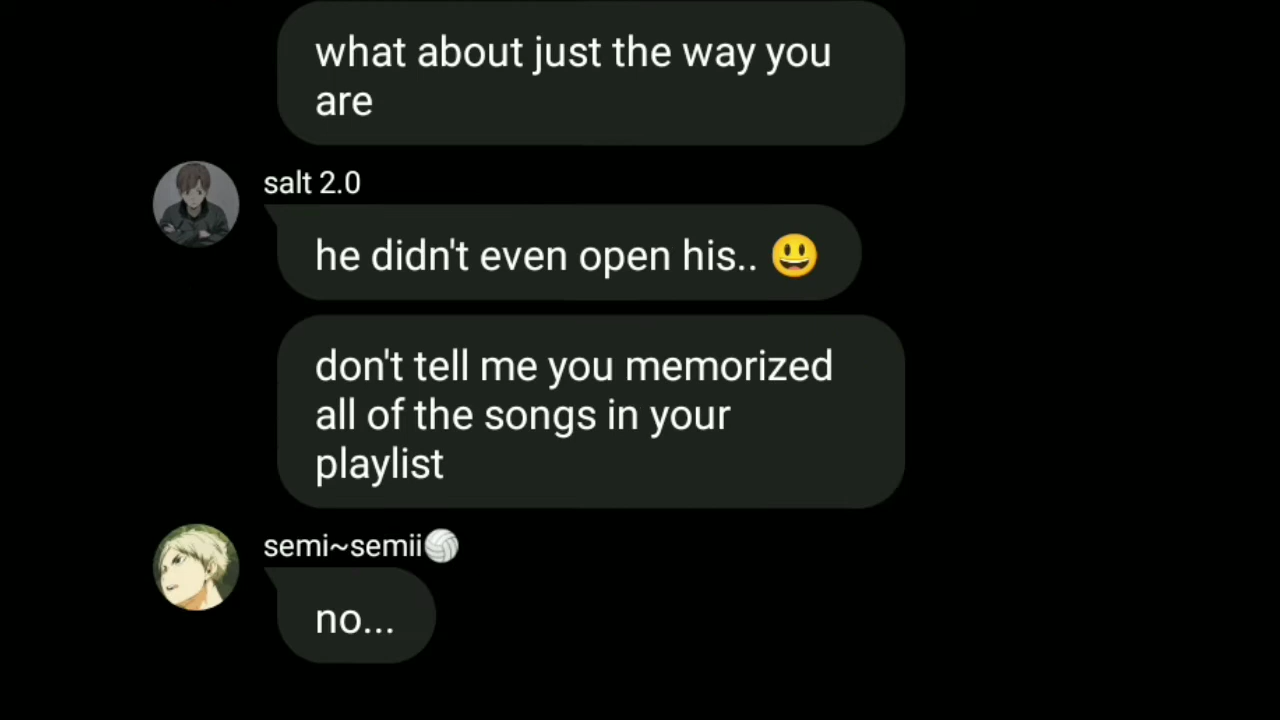 what about just the way you
are
salt 2.0
he didn't even open his.. 😃
don't tell me you memorized
all of the songs in your
playlist
semi~semii🏐
no...